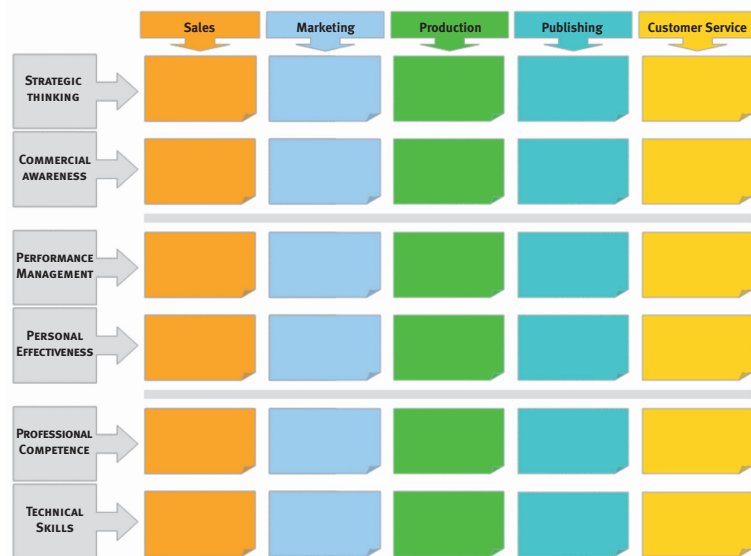 Sales
Marketing
Production
Publishing
Customer Service
STRATEGIC
THINKING
COMMERCIAL
AWARENESS
PERFORMANCE
MANAGEMENT
PERSONAL
EFFECTIVENESS
PROFESSIONAL
COMPETENCE
TECHNICAL
SKILLS